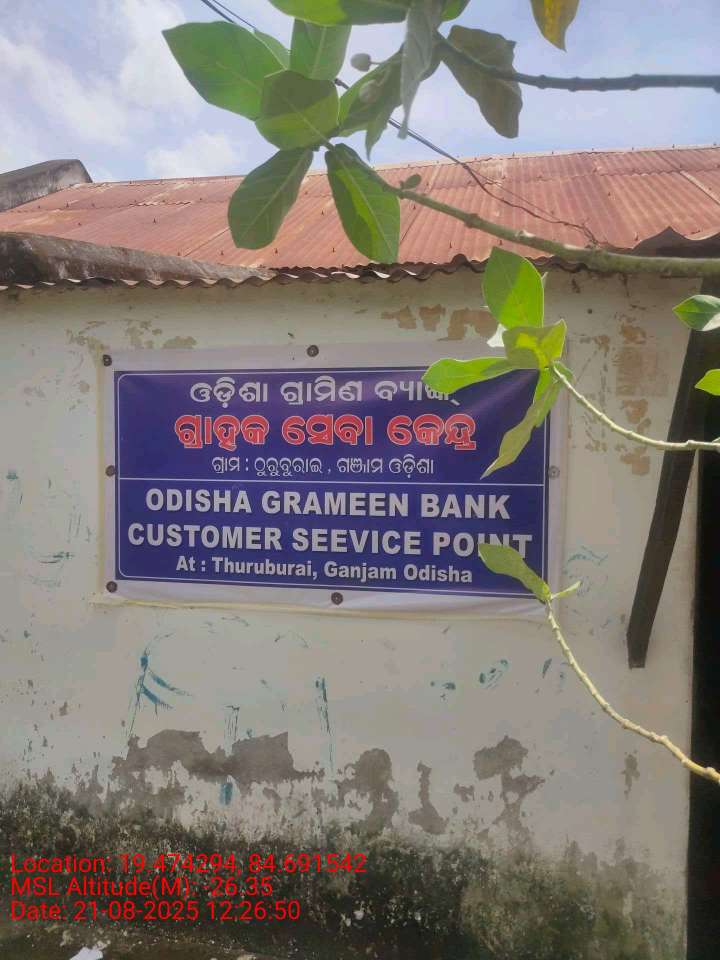 ଓଡ଼ିଶା ଗ୍ରାମିଣ ବ୍ୟାଙ୍କ୍
ଗ୍ରାହକ ସେବା କେନ୍ଦ୍ର
ଗ୍ରାମ : ଠୁରୁବୁରାଇ , ଗଞ୍ଜାମ ଓଡ଼ିଶା
ODISHA GRAMEEN BANK
CUSTOMER SEEVICE POINT
At : Thuruburai, Ganjam Odisha
Location: 19.474294, 84.691542
MSL Altitude(M): -26.35
Date: 21-08-2025 12:26.50